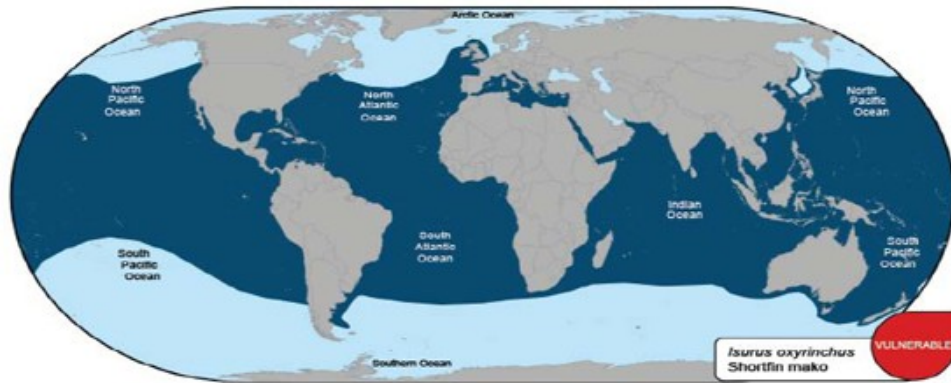 Arctic Ocean
North
Pacific
Ocean
North
Atlantic
Ocean
North
Pacific
Ocean
Indian
Ocean
South
Atlantic
Ocean
South
Pacific
Ocean
South
Pacific
Ocean
Southern Ocean
Isurus oxyrinchus
Shortfin mako
VULNERABLE